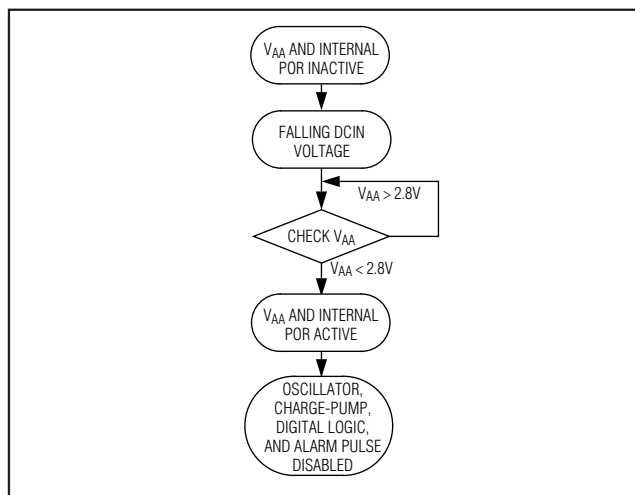 VAA AND INTERNAL
POR INACTIVE
FALLING DCIN
VOLTAGE
VAA > 2.8V
CHECK VAA
VAA < 2.8V
VAA AND INTERNAL
POR ACTIVE
OSCILLATOR,
CHARGE-PUMP,
DIGITAL LOGIC,
AND ALARM PULSE
DISABLED